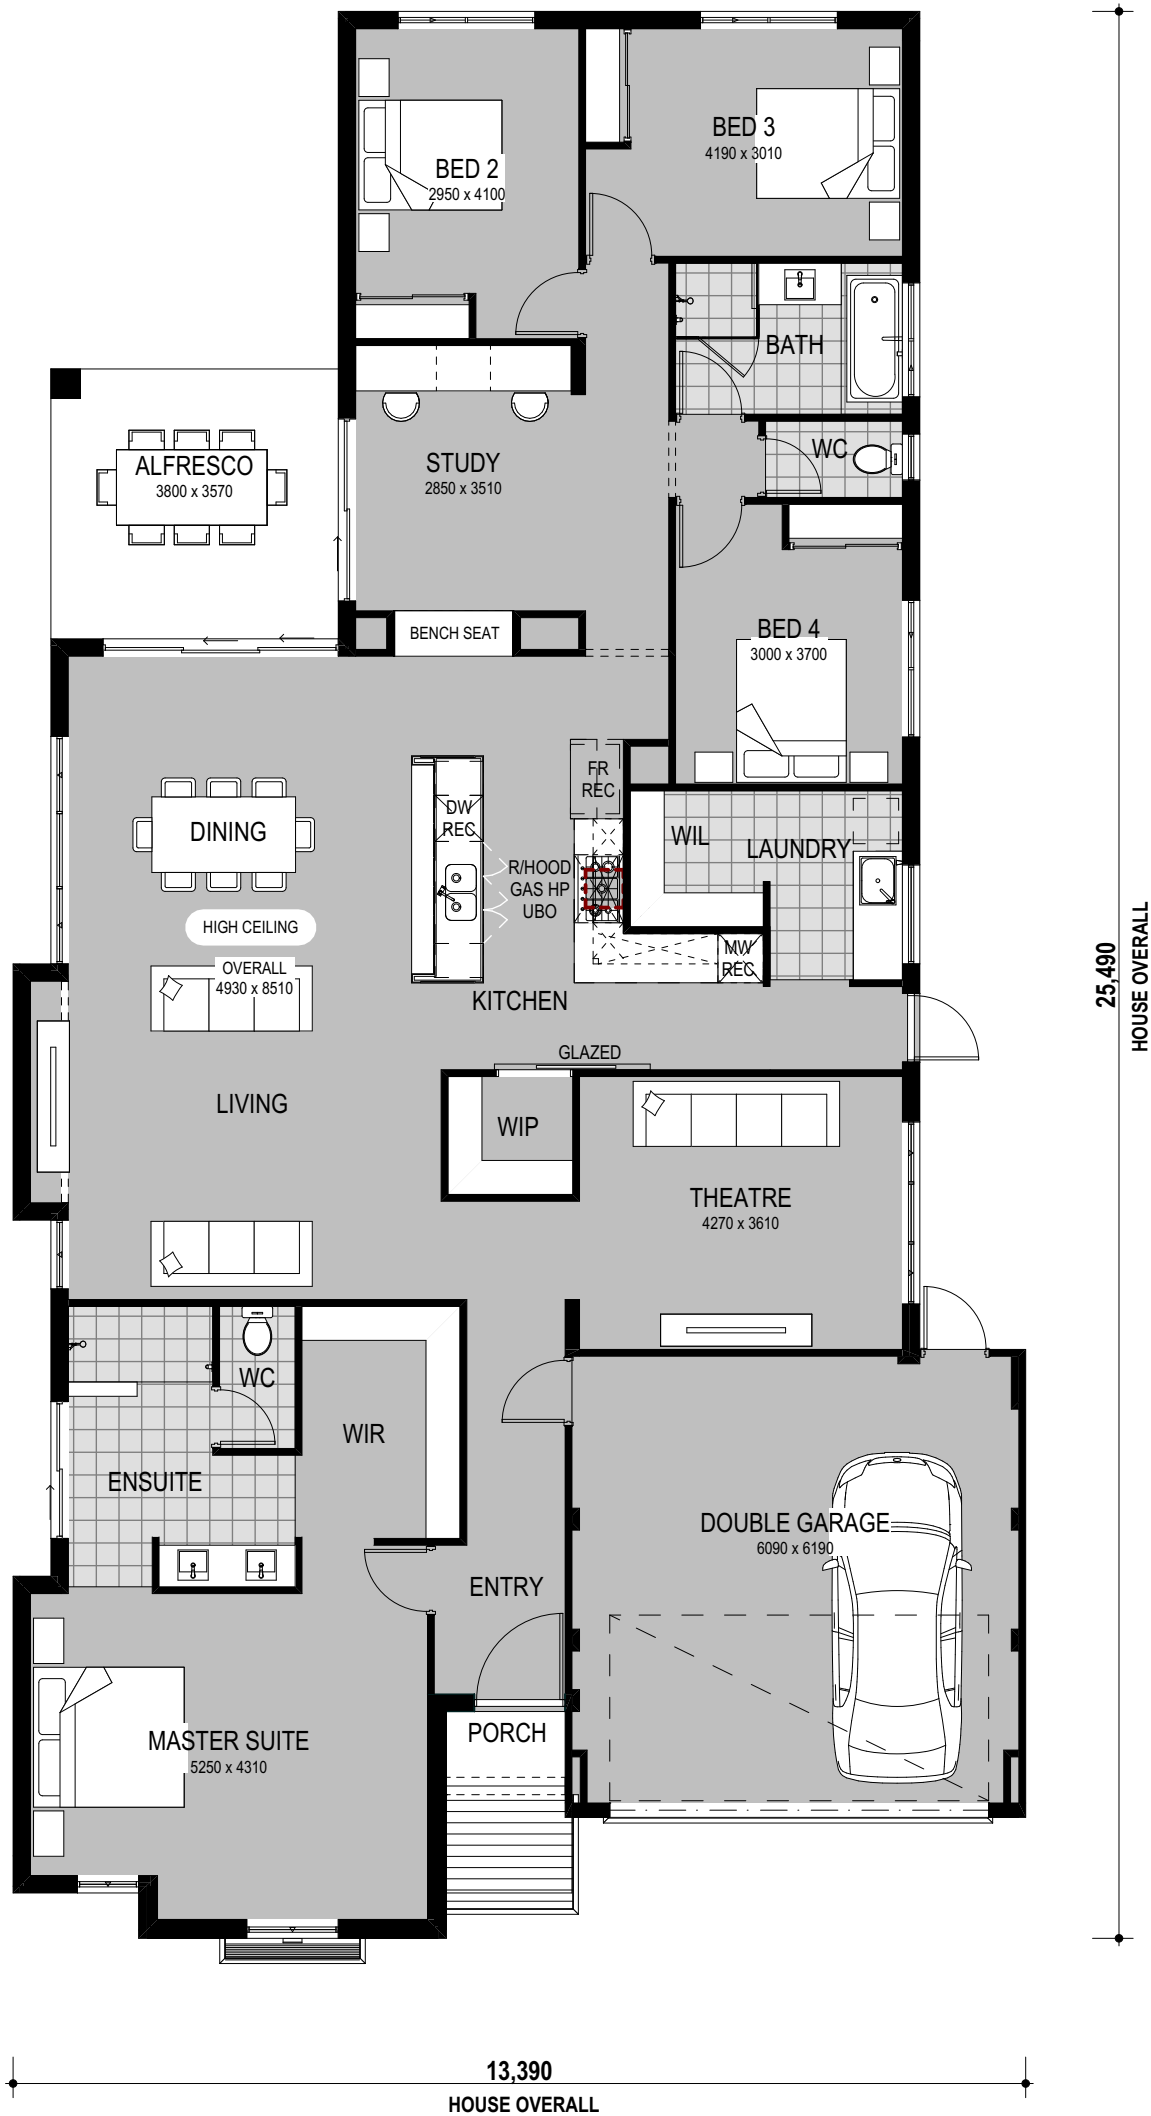 BED 2
2950 x 4100
BED 3
4190 x 3010
BATH
WC
ALFRESCO
3800 x 3570
STUDY
2850 x 3510
BENCH SEAT
BED 4
3000 x 3700
FR
REC
DW
REC
DINING
WIL
LAUNDRY
R/HOOD
GAS HP
UBO
HIGH CEILING
OVERALL
4930 x 8510
MW
REC
KITCHEN
GLAZED
LIVING
WIP
THEATRE
4270 x 3610
WC
WIR
ENSUITE
DOUBLE GARAGE
6090 x 6190
ENTRY
PORCH
MASTER SUITE
5250 x 4310
25,490
HOUSE OVERALL
13,390
HOUSE OVERALL